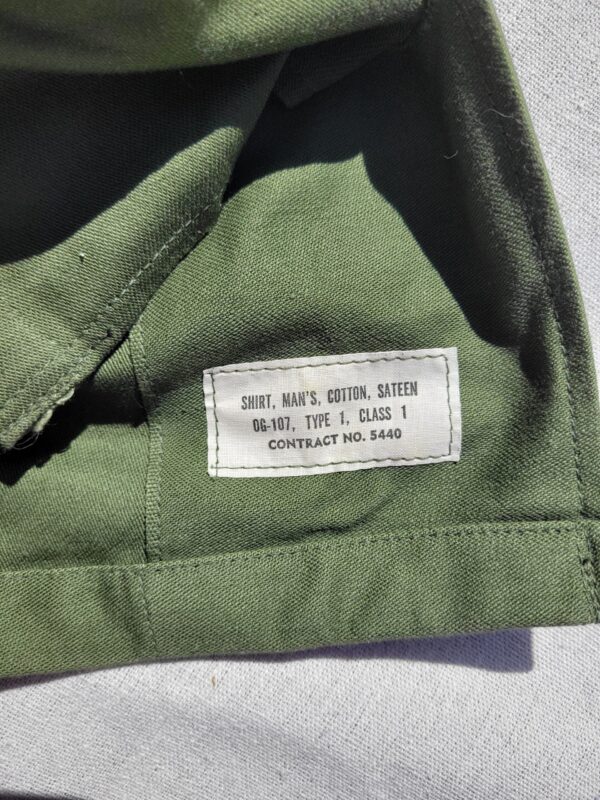 SHIRT, MAN'S, COTTON, SATEEN
OG-107, TYPE 1, CLASS 1
CONTRACT NO. 5440